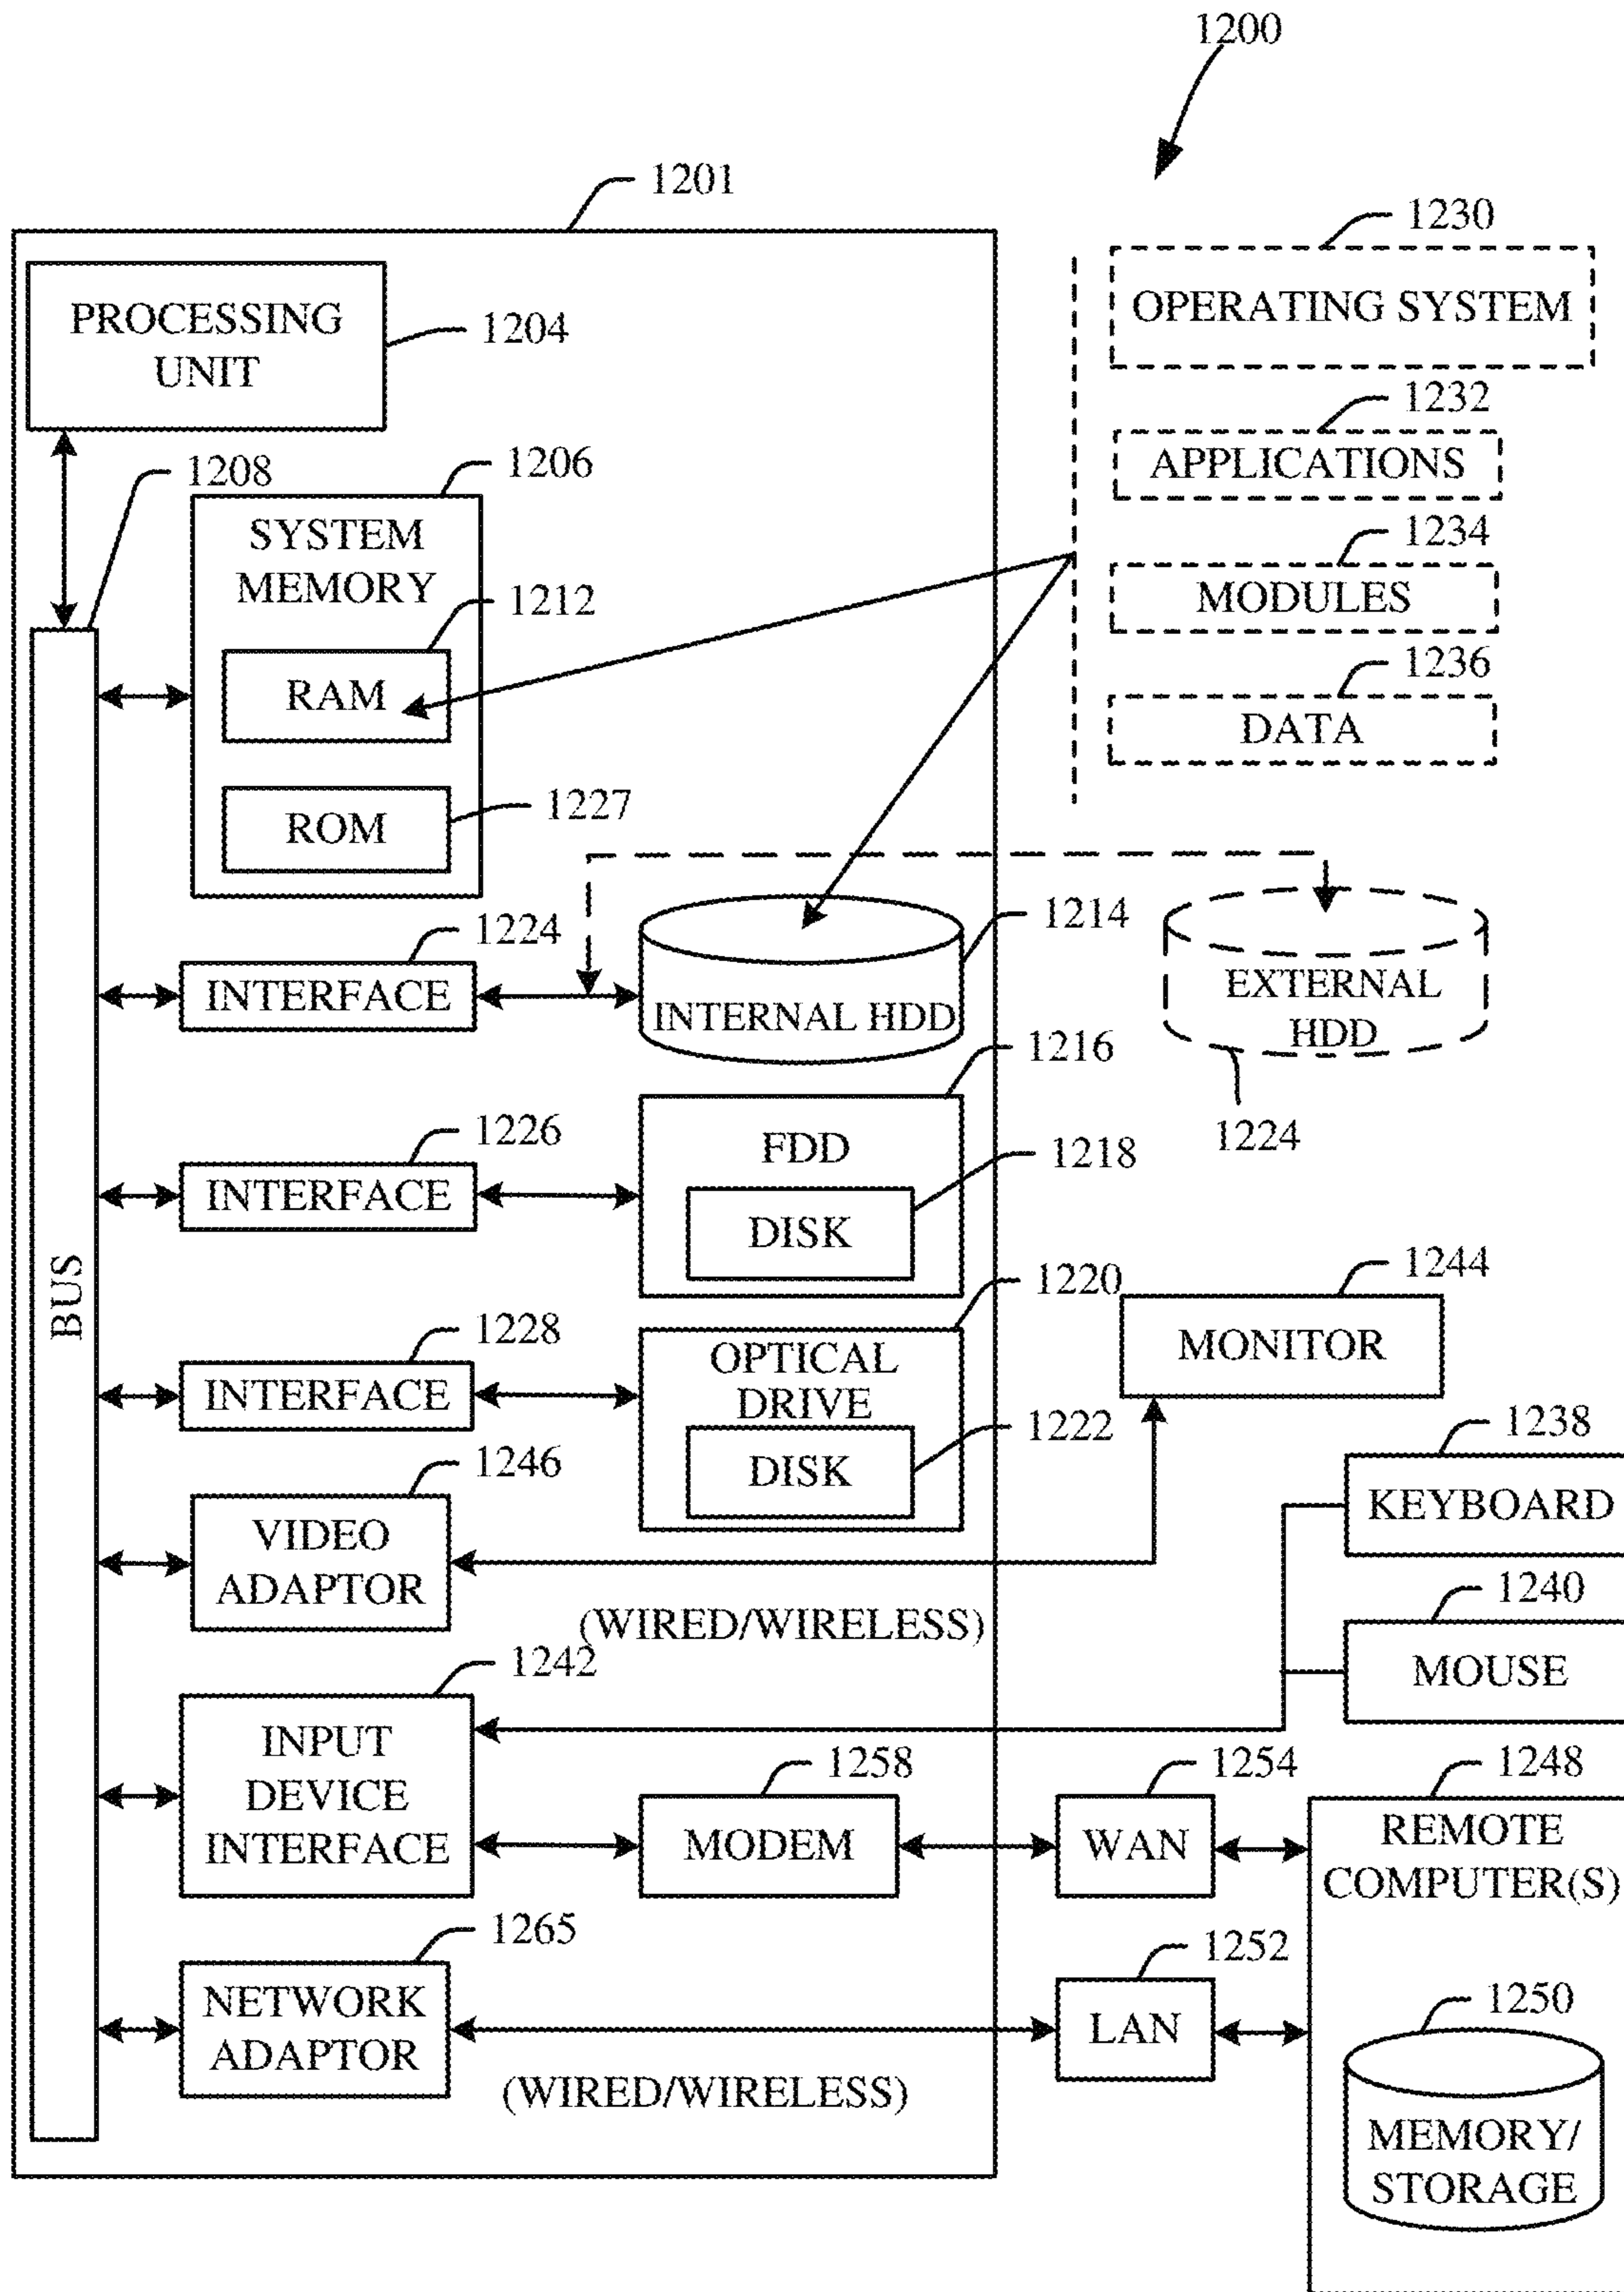 1200
1201
1230
OPERATING SYSTEM
PROCESSING
UNIT
1204
1232
APPLICATIONS
1208
1206
SYSTEM
MEMORY
1234
MODULES
1212
RAM
1236
DATA
1227
ROM
1224
INTERFACE
1214
INTERNAL HDD
EXTERNAL
HDD
1224
1216
FDD
1226
INTERFACE
1218
DISK
BUS
1220
1244
MONITOR
1228
INTERFACE
OPTICAL
DRIVE
1222
DISK
1238
KEYBOARD
1246
VIDEO
ADAPTOR
(WIRED/WIRELESS)
1240
MOUSE
1242
INPUT
DEVICE
INTERFACE
1258
MODEM
1254
WAN
1248
REMOTE
COMPUTER(S)
1265
NETWORK
ADAPTOR
(WIRED/WIRELESS)
1252
LAN
1250
MEMORY/
STORAGE